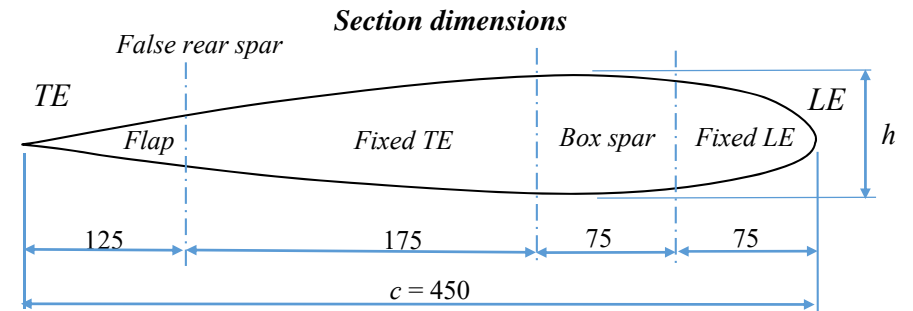 Section dimensions
False rear spar
TE
LE
Flap
Fixed TE
Box spar
Fixed LE
h
125
175
75
75
c = 450